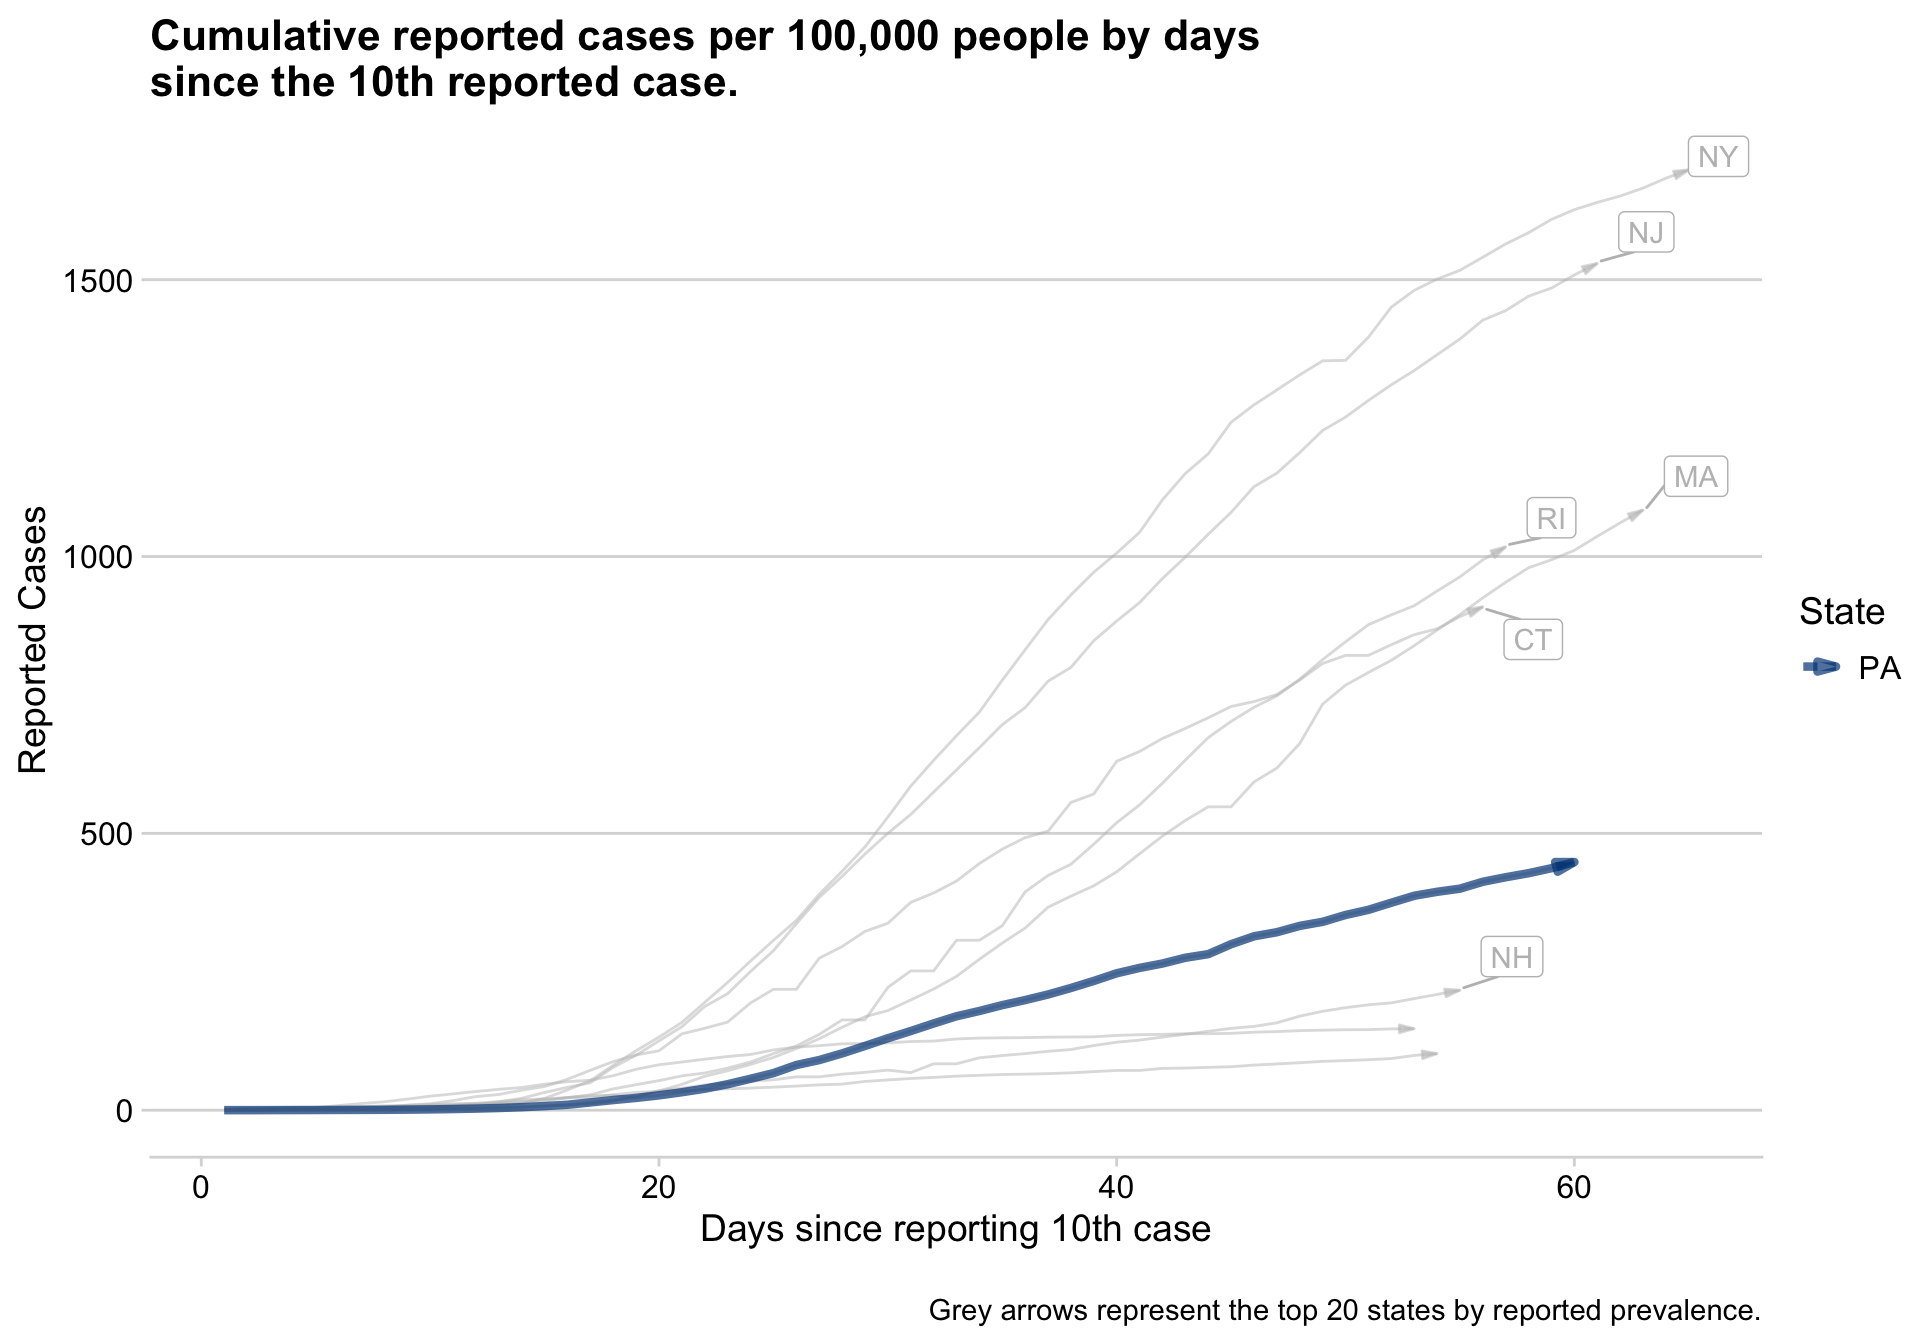 Cumulative reported cases per 100,000 people by days
since the 10th reported case.
NY
NJ
1500
MA
RI
1000
CT
Reported Cases
State
PA
500
NH
0
0 20 40 60
Days since reporting 10th case
Grey arrows represent the top 20 states by reported prevalence.